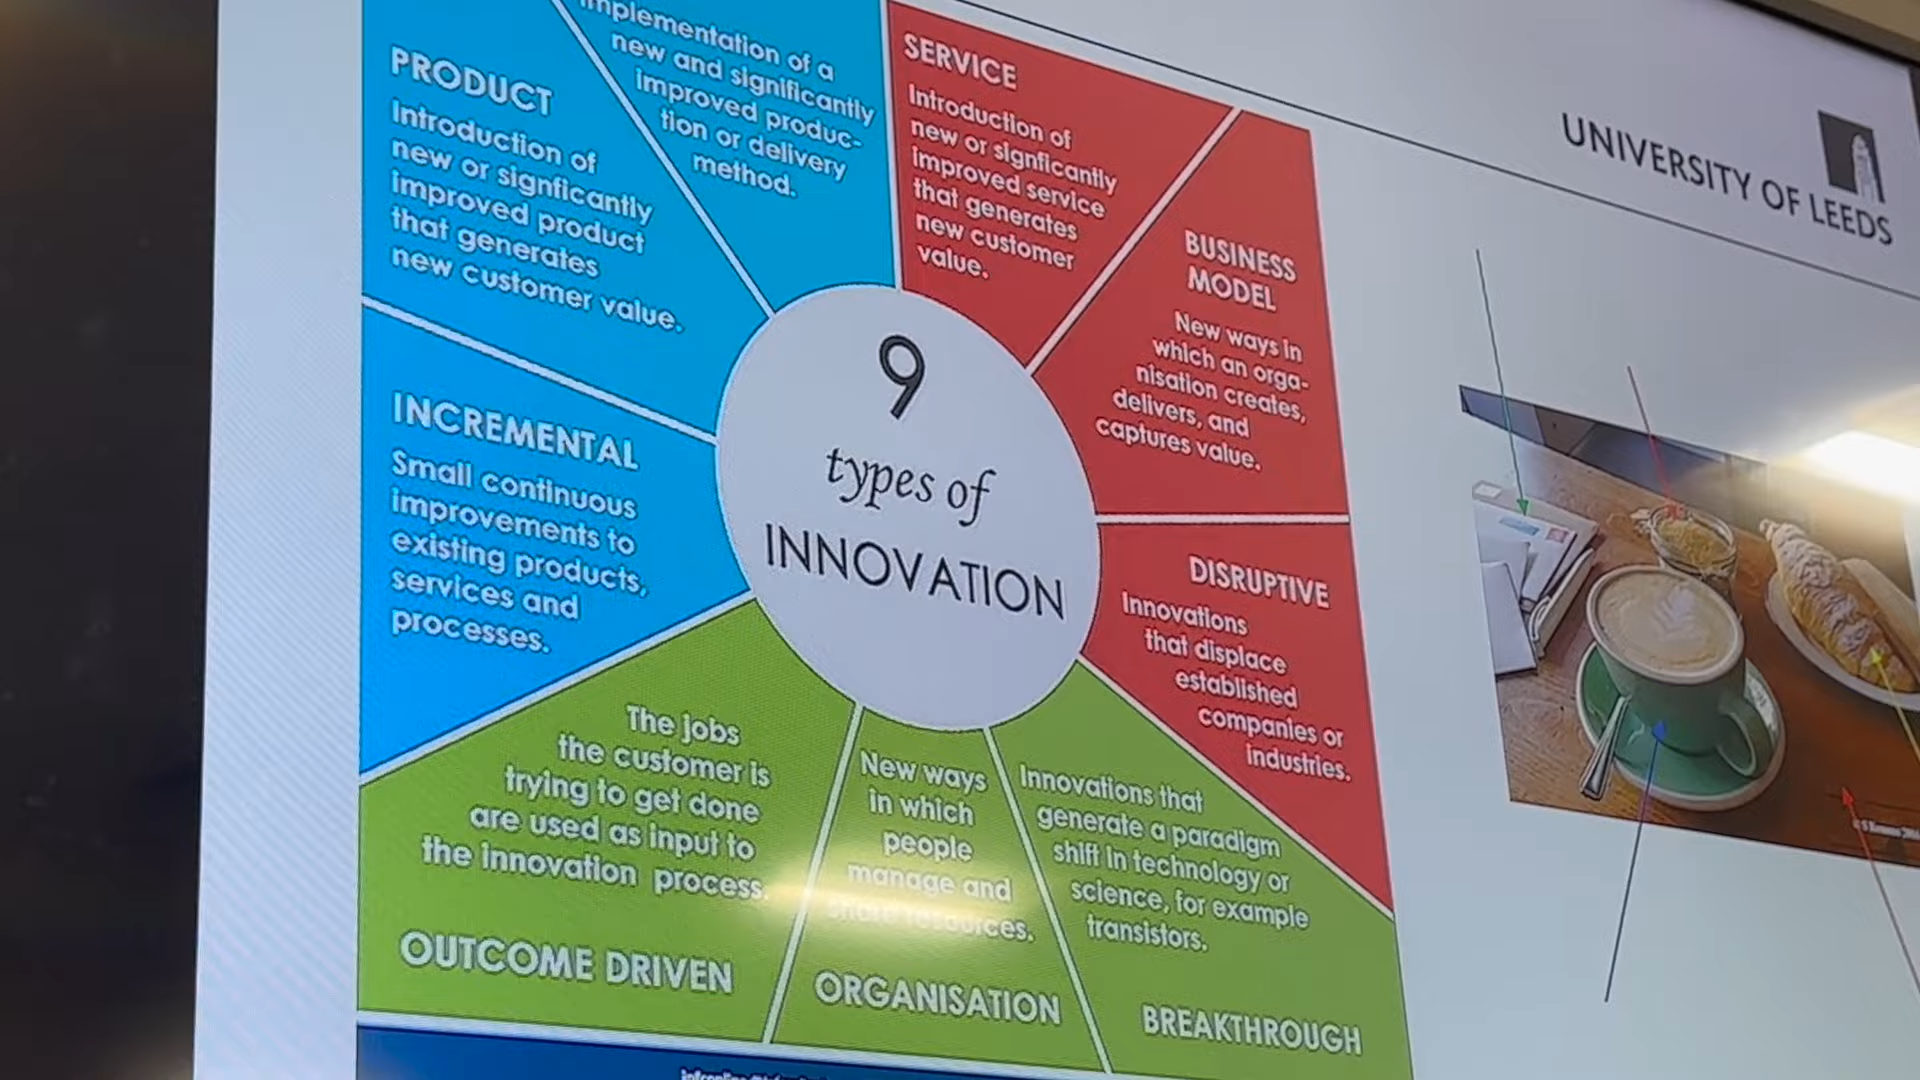 PRODUCT
Introduction of
new or signficantly
improved product
that generates
new customer value.
Implementation of a
new and significantly
improved produc-
tion or delivery
method.
SERVICE
Introduction of
new or signficantly
improved service
that generates
new customer
value.
BUSINESS
MODEL
New ways in
which an orga-
nisation creates,
delivers, and
captures value.
UNIVERSITY OF LEEDS
INCREMENTAL
Small continuous
improvements to
existing products,
services and
processes.
9
types of
INNOVATION
DISRUPTIVE
Innovations
that displace
established
companies or
industries.
The jobs
the customer is
trying to get done
are used as input to
the innovation process.
OUTCOME DRIVEN
New ways
in which
people
manage and
share resources.
ORGANISATION
Innovations that
generate a paradigm
shift in technology or
science, for example
transistors.
BREAKTHROUGH